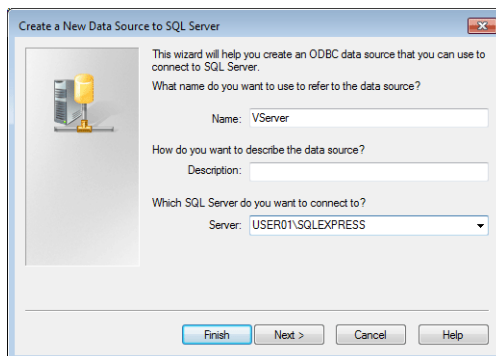 Create a New Data Source to SQL Server
This wizard will help you create an ODBC data source that you can use to
connect to SQL Server.
What name do you want to use to refer to the data source?
Name: VServer
How do you want to describe the data source?
Description:
Which SQL Server do you want to connect to?
Server: USER01\SQLEXPRESS
Finish Next > Cancel Help